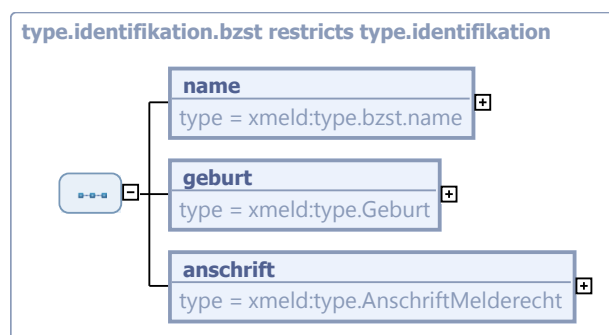 type.identifikation.bzst restricts type.identifikation
name
type = xmeld:type.bzst.name
geburt
type = xmeld:type.Geburt
anschrift
type = xmeld:type.AnschriftMelderecht